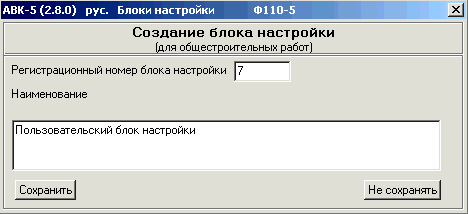 АВК-5 (2.8.0) рус. Блоки настройки Ф110-5
Создание блока настройки
(для общестроительных работ)
Регистрационный номер блока настройки 7
Наименование
Пользовательский блок настройки
Сохранить Не сохранять